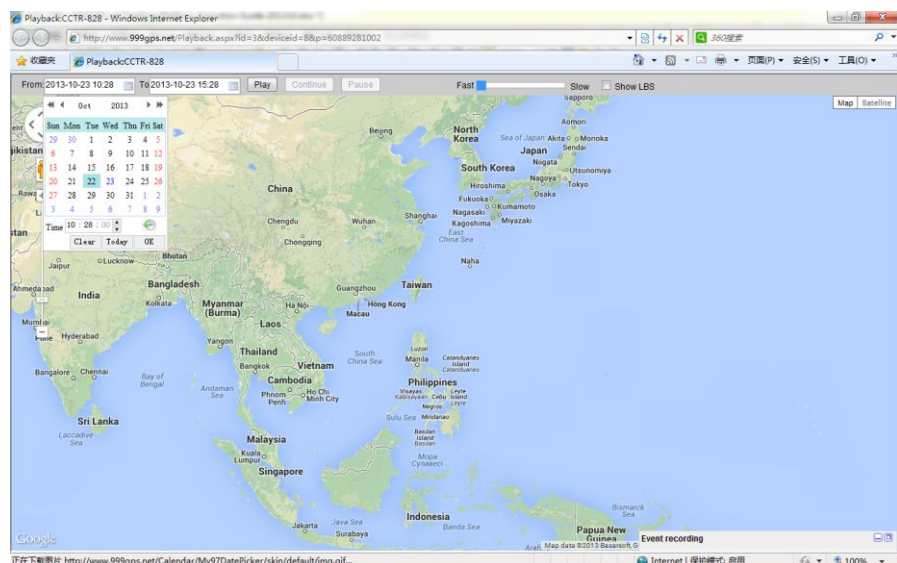 Playback:CCTR-828 - Windows Internet Explorer
http://www.999gps.net/Playback.aspx?id=3&deviceid=8&p=60889281002
360搜索
收藏夹 Playback:CCTR-828
页面(P) 安全(S) 工具(O)
From: 2013-10-23 10:28 To 2013-10-23 15:28 Play Continue Pause Fast Slow Show LBS
Map Satellite
Oct 2013
Sun Mon Tue Wed Thu Fri Sat
29 30 1 2 3 4 5
6 7 8 9 10 11 12
13 14 15 16 17 18 19
20 21 22 23 24 25 26
27 28 29 30 31 1 2
3 4 5 6 7 8 9
Time 10 : 28 : 00
Clear Today OK
Sapporo
Aomori
Akita
Morioka
Sea of Japan
Sendai
Japan
Niigata
Utsunomiya
Nagoya
Tokyo
Osaka
Hiroshima
Fukuoka
Kumamoto
Nagasaki
Kagoshima
Miyazaki
North
Korea
South Korea
Beijing
China
Chengdu
Wuhan
Shanghai
Chongqing
East
China Sea
Naha
jikistan
stan
Jaipur
Lucknow
Bhutan
Ahmedabad
India
Bangladesh
Kolkata
Myanmar
(Burma)
Guangzhou
Taiwan
Hong Kong
Macau
Ha Noi
Laos
Mumbai
Pune
Hyderabad
Yangon
Thailand
Bangkok
Vietnam
South
China Sea
Luzon
Manila
Catanduanes
Island
Catanduanes
Bangalore
Chennai
Bay of
Bengal
Andaman
Sea
Cambodia
Phnom
Penh
Ho Chi
Minh City
Philippines
Visayas
Kabisayaan
Cebu
Leyte
Island
Leyte
Negros
Sulu Sea
Mindanao
Sri Lanka
Laccadive
Sea
Basilan
Island
Basilan
Malaysia
Kuala
Lumpur
Singapore
Indonesia
Jakarta
Java Sea
Surabaya
Banda Sea
Bismarck
Sea
Papua New
Guinea
Google
Map data ©2013 Basarsoft, G
Event recording
正在下载图片 http://www.999gps.net/Calendar/My97DatePicker/skin/default/img.gif...
Internet | 保护模式: 启用 100%